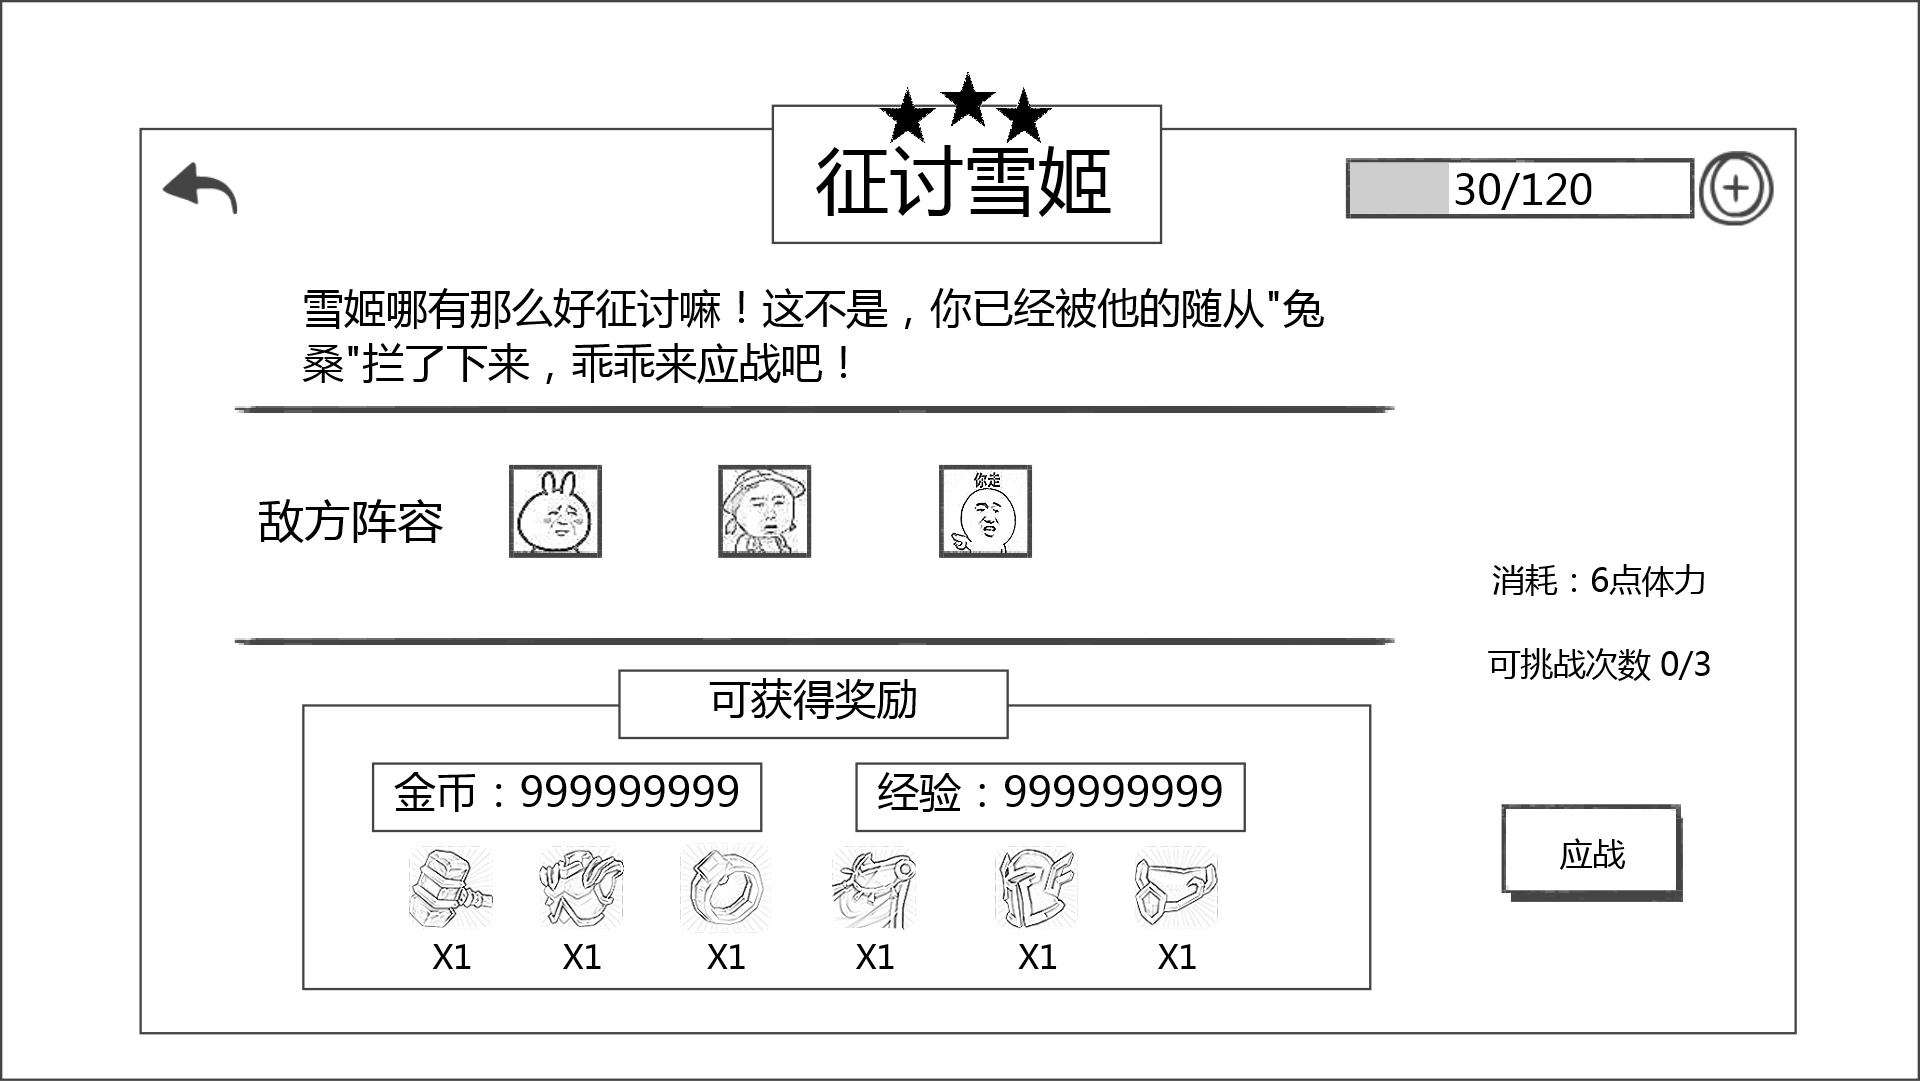 征讨雪姬
30/120
雪姬哪有那么好征讨嘛！这不是，你已经被他的随从"兔
桑"拦了下来，乖乖来应战吧！
敌方阵容
你走
消耗：6点体力
可挑战次数 0/3
可获得奖励
金币：999999999
经验：999999999
X1 X1 X1 X1 X1 X1
应战